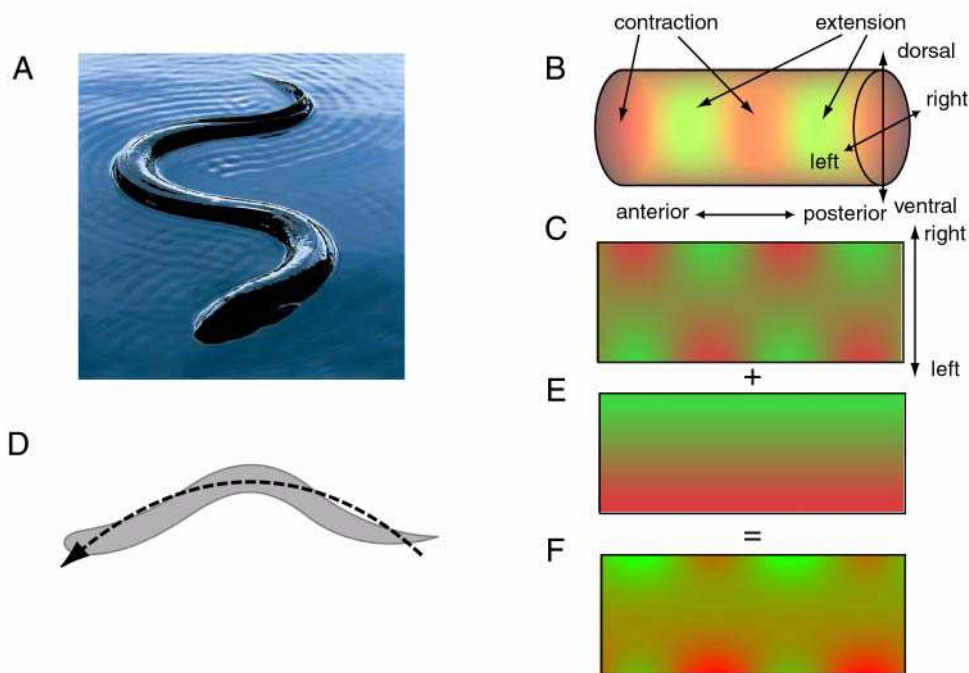 A
B
contraction
extension
dorsal
right
left
anterior
posterior
ventral
C
right
left
+
D
E
=
F